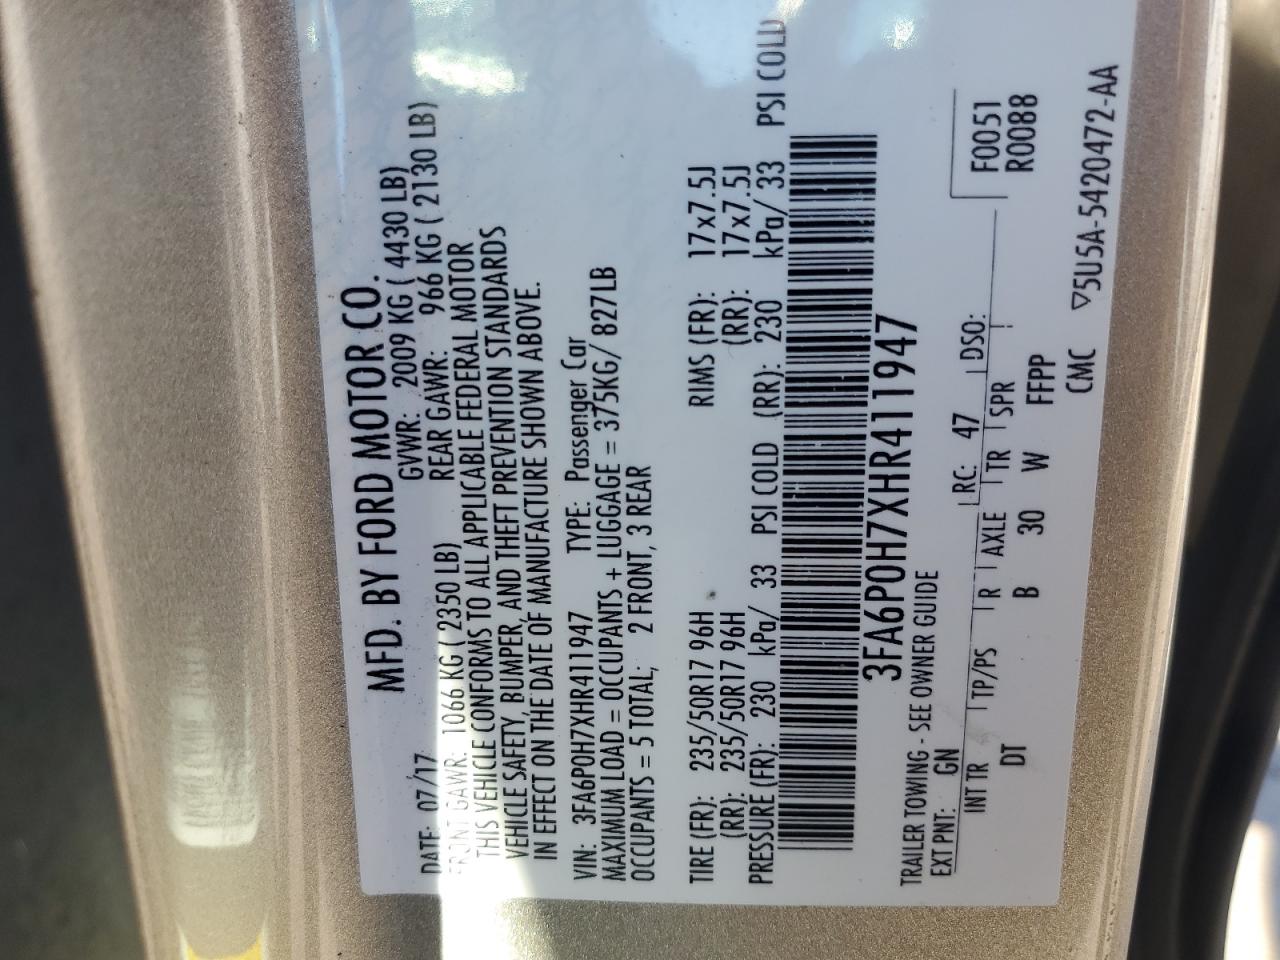 MFD. BY FORD MOTOR CO.
DATE: 07/17 GVWR: 2009 KG ( 4430 LB)
FRONT GAWR: 1066 KG ( 2350 LB) REAR GAWR: 966 KG ( 2130 LB)
THIS VEHICLE CONFORMS TO ALL APPLICABLE FEDERAL MOTOR
VEHICLE SAFETY, BUMPER, AND THEFT PREVENTION STANDARDS
IN EFFECT ON THE DATE OF MANUFACTURE SHOWN ABOVE.
VIN: 3FA6P0H7XHR411947 TYPE: Passenger Car
MAXIMUM LOAD = OCCUPANTS + LUGGAGE = 375KG/ 827LB
OCCUPANTS = 5 TOTAL; 2 FRONT, 3 REAR
TIRE (FR): 235/50R17 96H RIMS (FR): 17x7.5J
(RR): 235/50R17 96H (RR): 17x7.5J
PRESSURE (FR): 230 kPa/ 33 PSI COLD (RR): 230 kPa/ 33 PSI COLD
3FA6P0H7XHR411947
TRAILER TOWING - SEE OWNER GUIDE
EXT PNT: GN RC: 47 DSO: F0051
INT TR TP/PS R AXLE TR SPR R0088
DT B 30 W FFPP
CMC ▽5U5A-5420472-AA